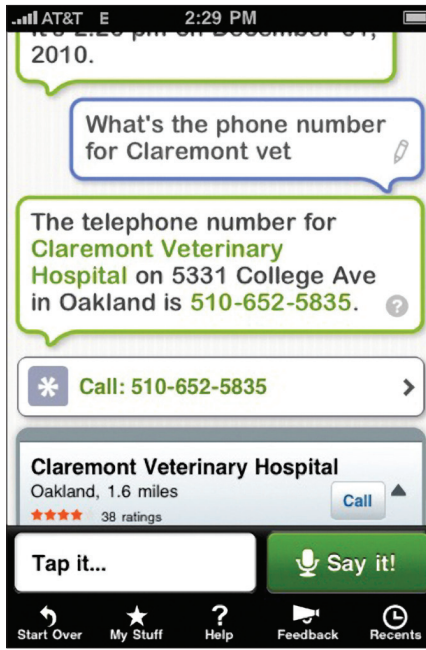 AT&T E 2:29 PM
2010.
What's the phone number
for Claremont vet
The telephone number for
Claremont Veterinary
Hospital on 5331 College Ave
in Oakland is 510-652-5835. ?
Call: 510-652-5835
Claremont Veterinary Hospital
Oakland, 1.6 miles
Call
38 ratings
Tap it...
Say it!
Start Over My Stuff Help Feedback Recents